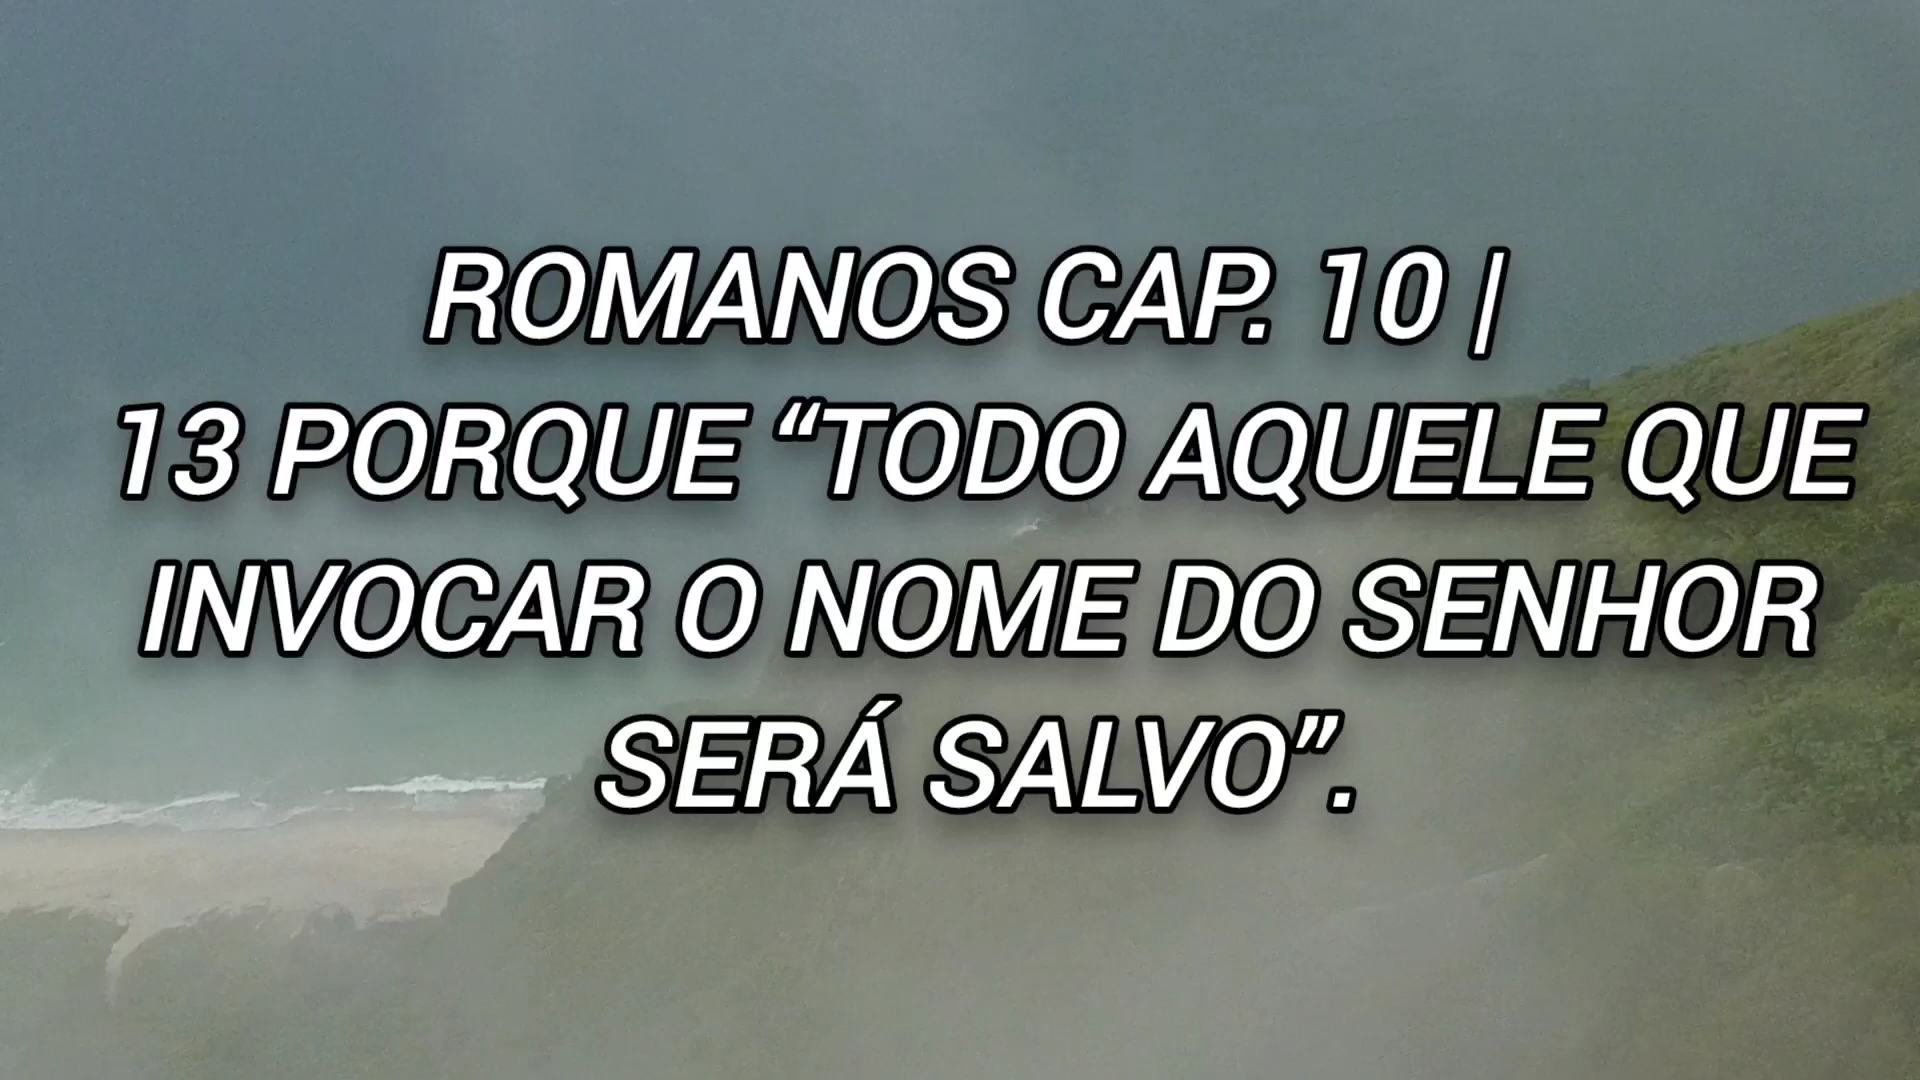 ROMANOS CAP. 10 |
13 PORQUE “TODO AQUELE QUE
INVOCAR O NOME DO SENHOR
SERÁ SALVO”.